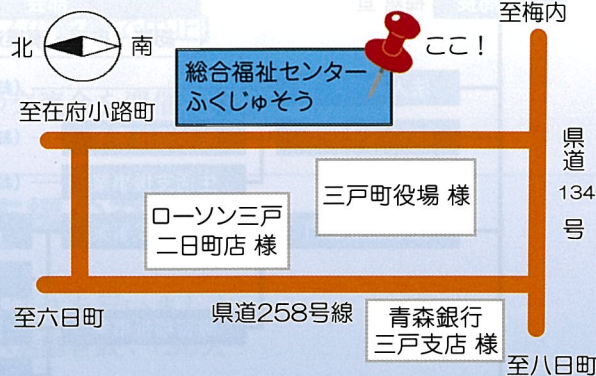 至梅内
北
南
ここ！
総合福祉センター
ふくじゅそう
至在府小路町
県道
134
号
三戸町役場 様
ローソン三戸
二日町店 様
至六日町
県道258号線
青森銀行
三戸支店 様
至八日町